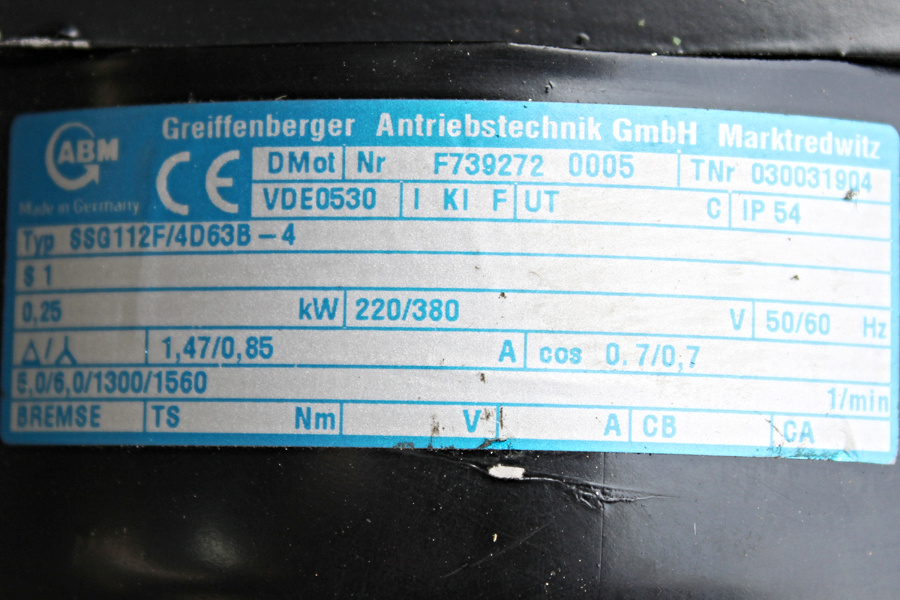 ABM
Made in Germany
Greiffenberger Antriebstechnik GmbH Marktredwitz
CE DMot Nr F739272 0005 TNr 030031904
VDE0530 I KI F UT C IP 54
Typ SSG112F/4D63B – 4
S 1
0,25 kW 220/380 V 50/60 Hz
Δ/⅄ 1,47/0,85 A cos 0.7/0,7
5,0/6,0/1300/1560 1/min
BREMSE TS Nm V A CB CA